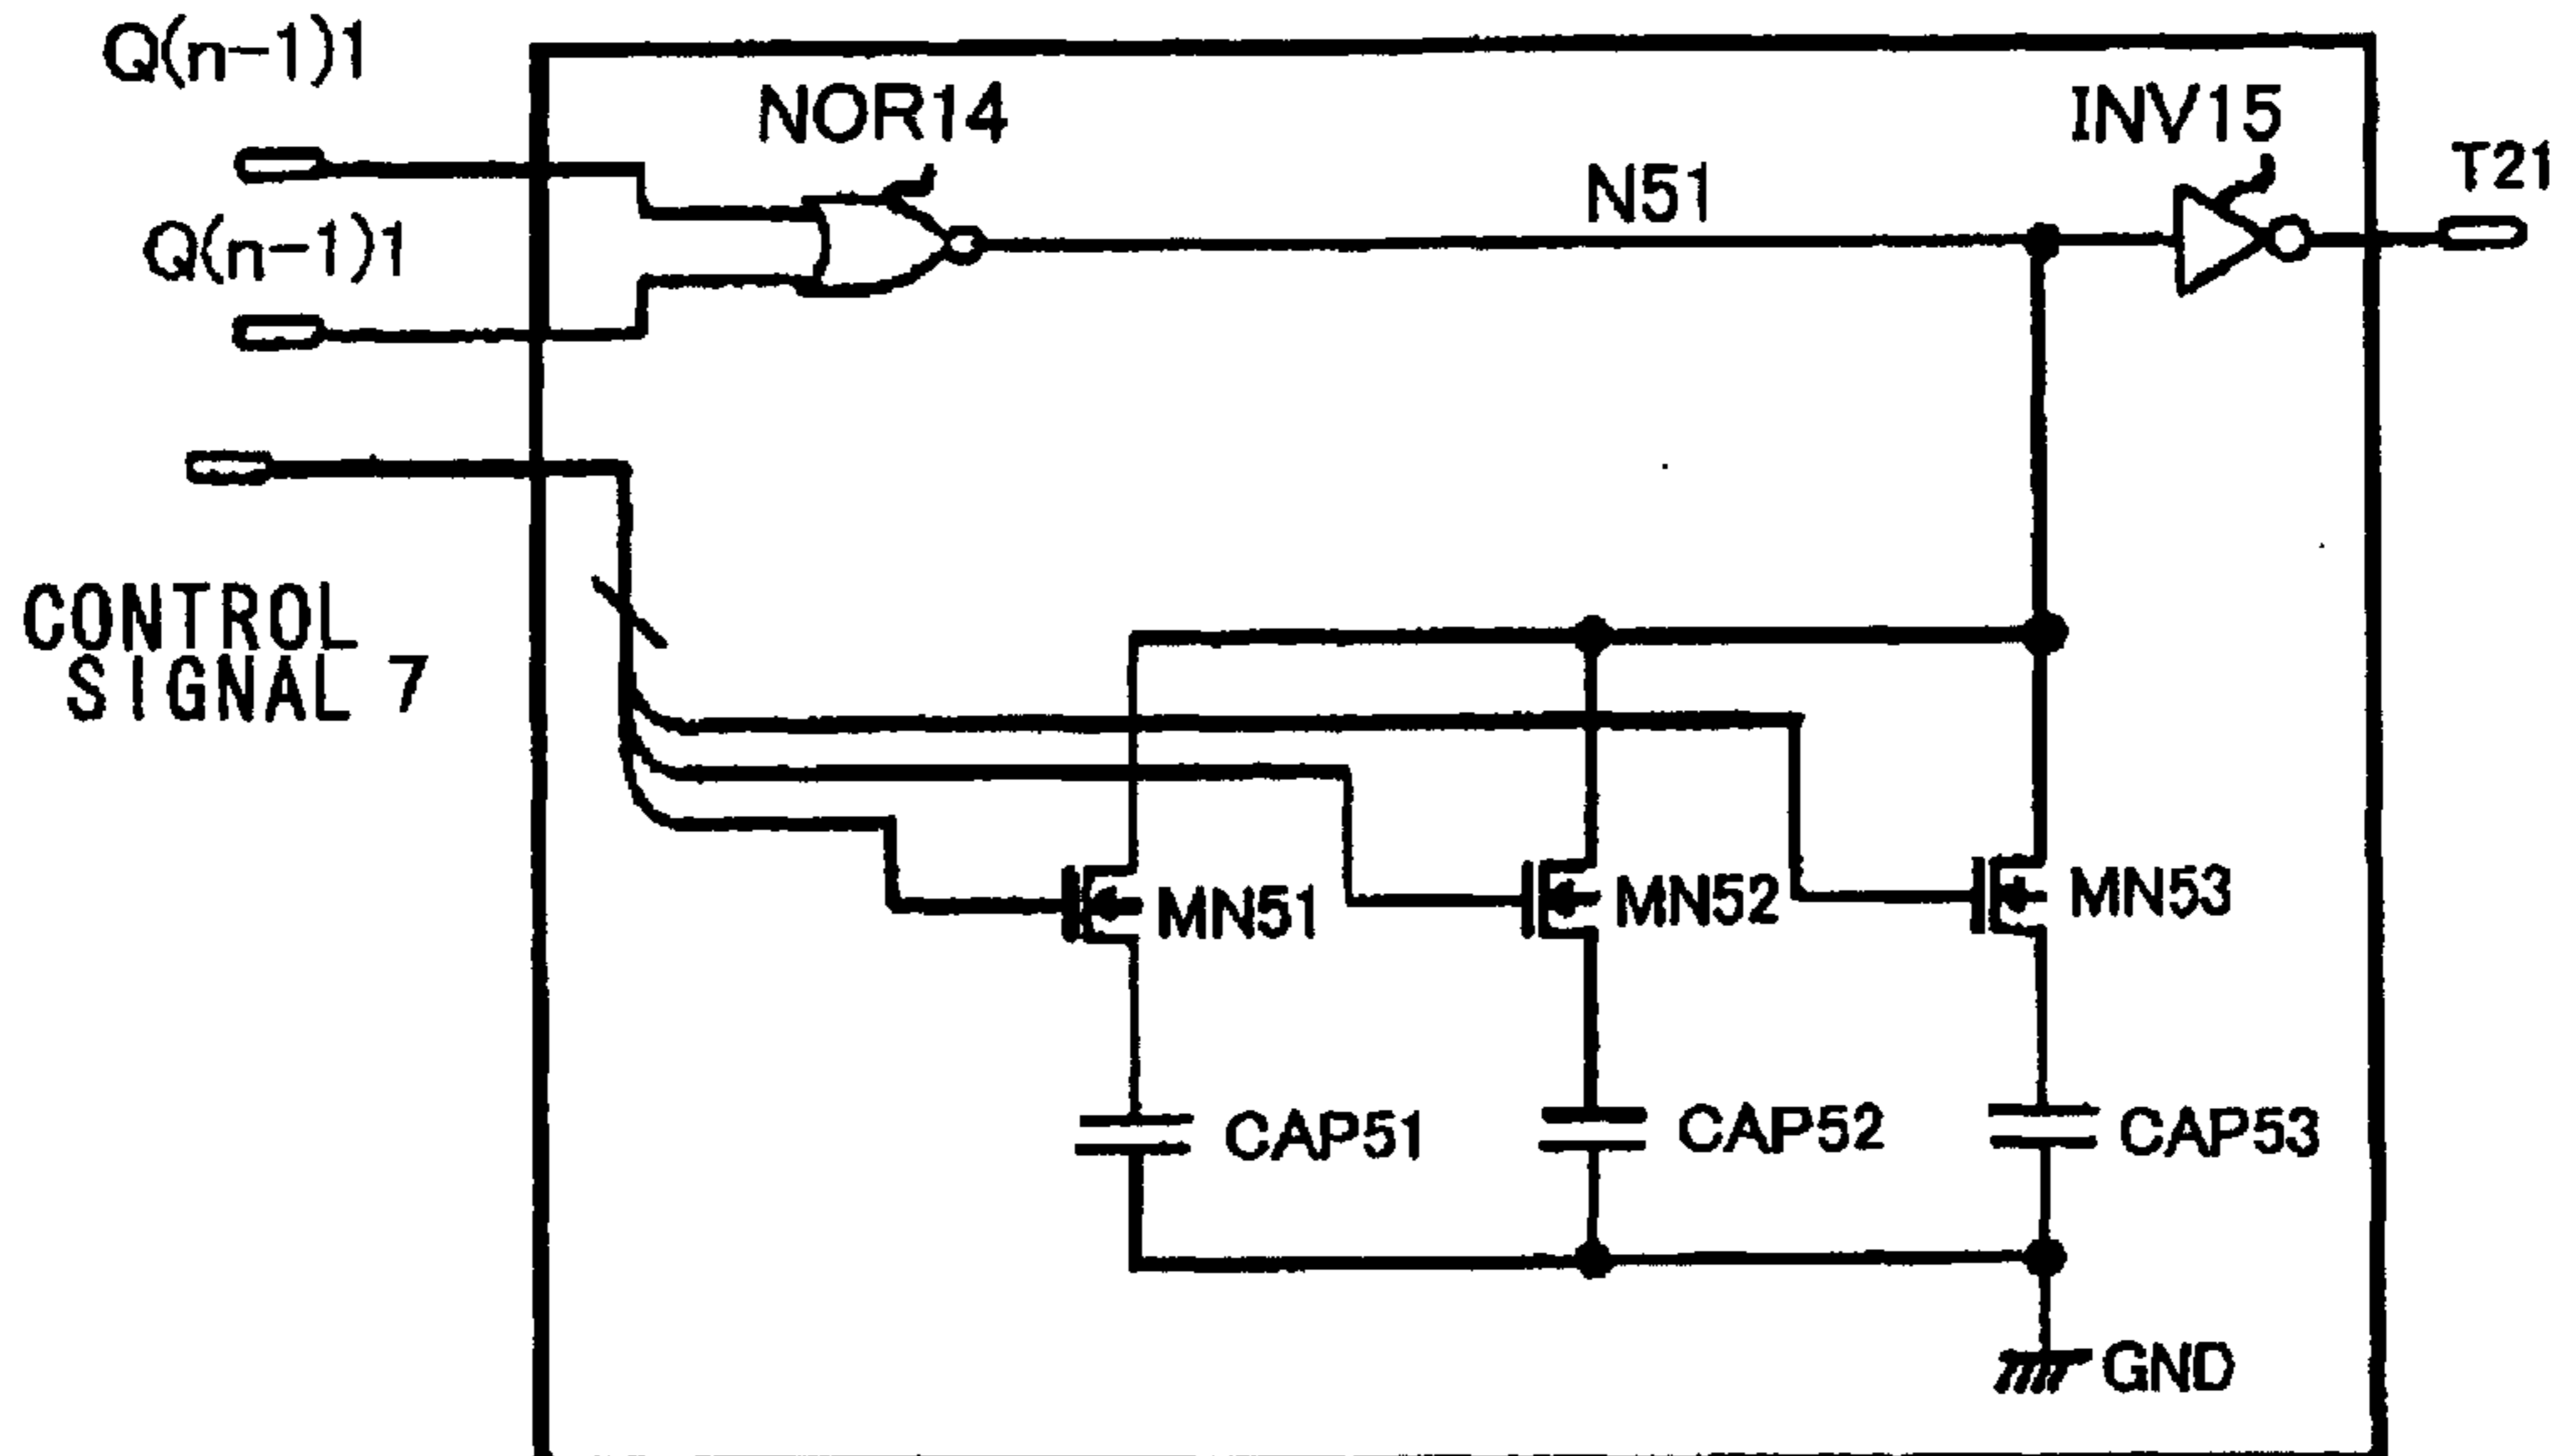 Q(n-1)1
NOR14
INV15
T21
N51
Q(n-1)1
CONTROL
SIGNAL 7
MN51
MN52
MN53
CAP51
CAP52
CAP53
GND